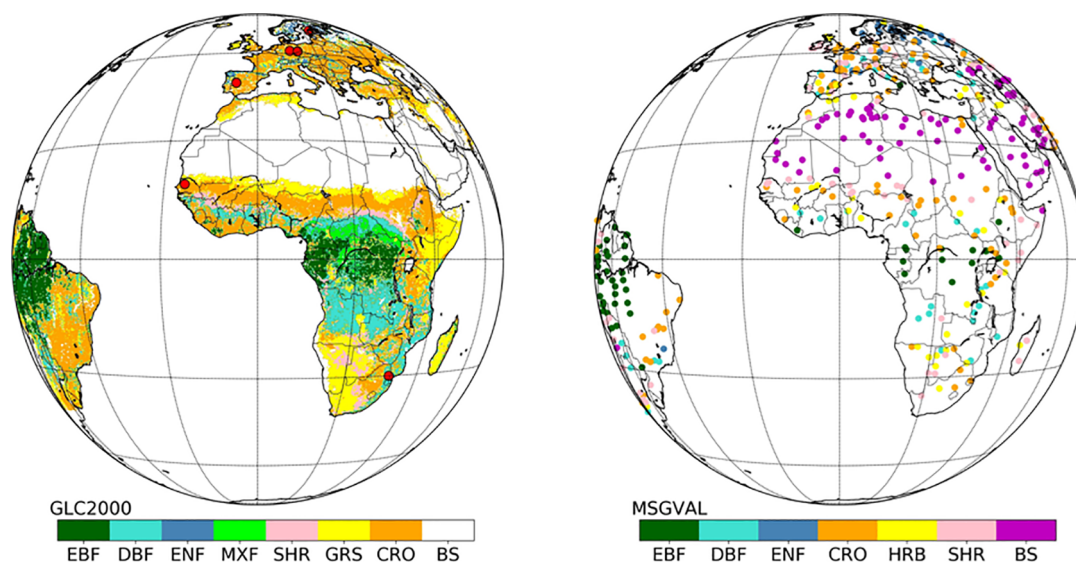 GLC2000
EBF DBF ENF MXF SHR GRS CRO BS
MSGVAL
EBF DBF ENF CRO HRB SHR BS